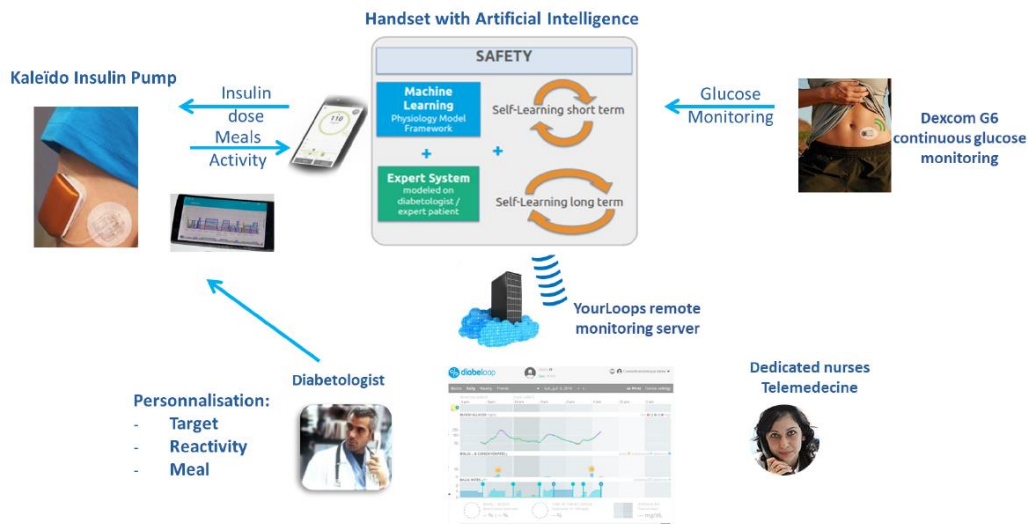 Handset with Artificial Intelligence
SAFETY
Machine
Learning
Physiology Model
Framework
Self-Learning short term
+
+
Expert System
modeled on
diabetologist /
expert patient
Self-Learning long term
Kaleïdo Insulin Pump
Insulin
dose
Meals
Activity
110
Glucose
Monitoring
Dexcom G6
continuous glucose
monitoring
YourLoops remote
monitoring server
Diabetologist
Personnalisation:
- Target
- Reactivity
- Meal
diabeloop
Dedicated nurses
Telemedecine